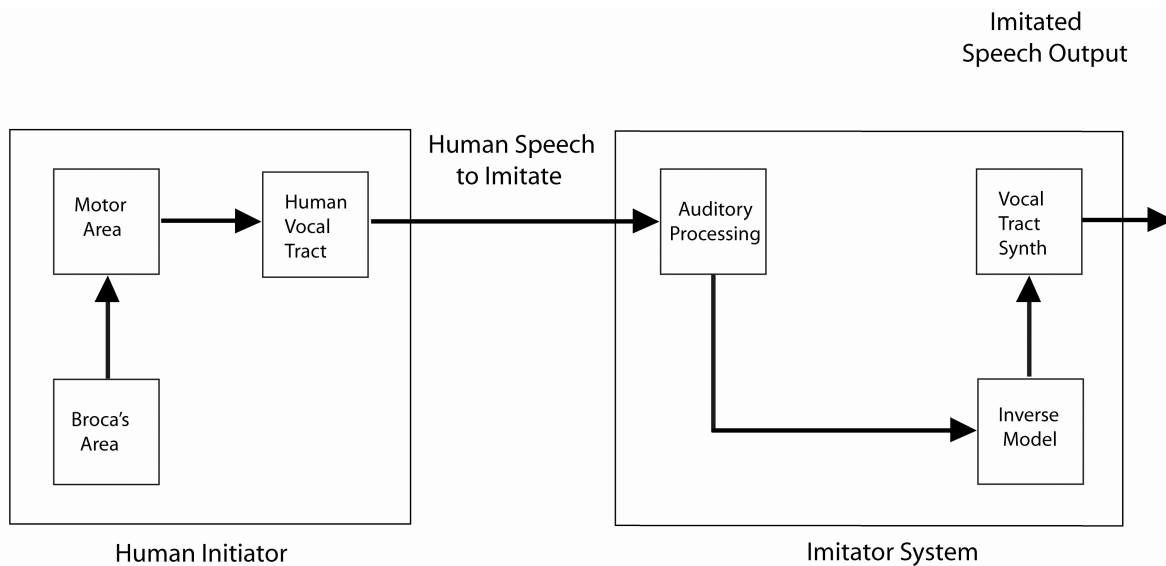 Imitated
Speech Output
Human Speech
to Imitate
Motor
Area
Human
Vocal
Tract
Auditory
Processing
Vocal
Tract
Synth
Broca's
Area
Inverse
Model
Human Initiator
Imitator System